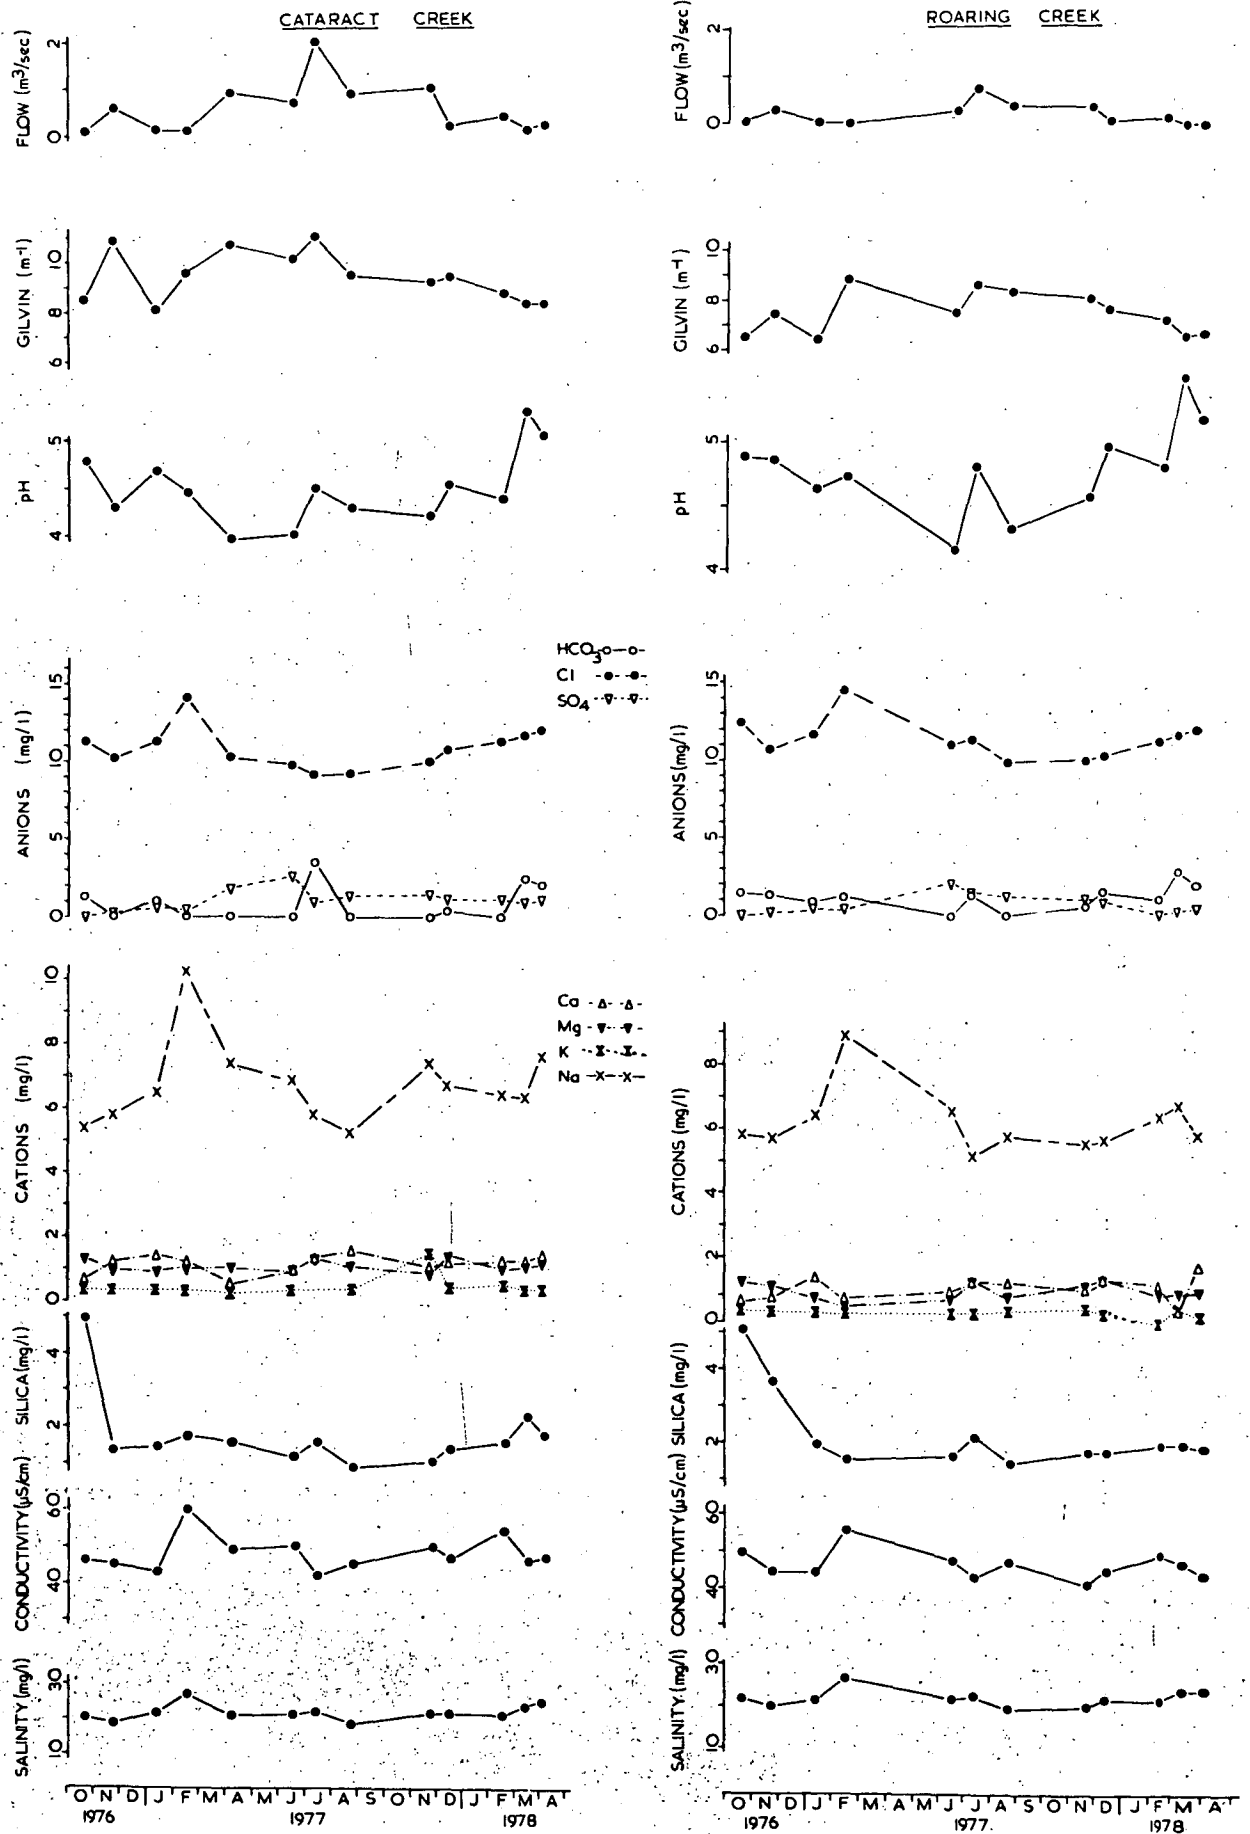 CATARACT CREEK
FLOW (m³/sec)
2
0
GILVIN (m⁻¹)
10
8
6
pH
5
4
HCO₃ -o—o-
Cl -●--●-
SO₄ --▽--▽--
ANIONS (mg/l)
15
10
5
0
Ca -△--△-
Mg -▼--▼-
K
Na —x—x—
CATIONS (mg/l)
10
8
6
4
2
0
SILICA (mg/l)
4
2
CONDUCTIVITY (µS/cm)
60
40
SALINITY (mg/l)
30
10
O N D J F M A M J J A S O N D J F M A
1976 1977 1978
ROARING CREEK
FLOW (m³/sec)
2
0
GILVIN (m⁻¹)
10
8
6
pH
5
4
ANIONS (mg/l)
15
10
5
0
CATIONS (mg/l)
8
6
4
2
0
SILICA (mg/l)
4
2
CONDUCTIVITY (µS/cm)
60
40
SALINITY (mg/l)
30
10
O N D J F M A M J J A S O N D J F M A
1976 1977. 1978.